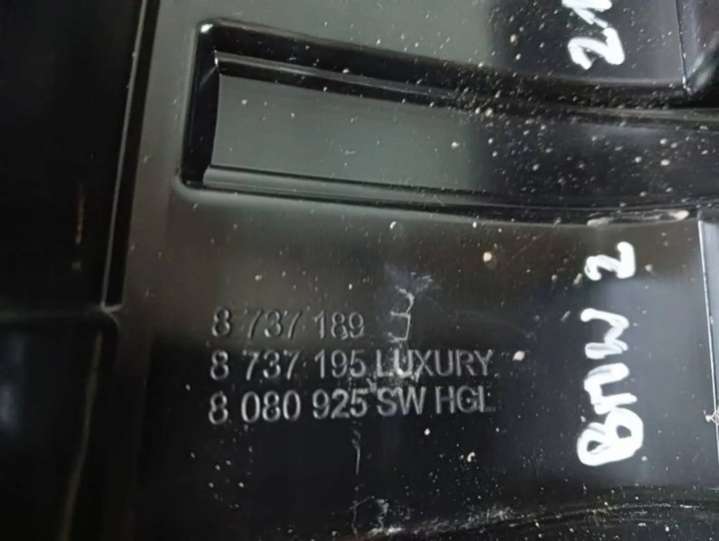 8 737 189
8 737 195 LUXURY
8 080 925 SW HGL
BMW 2